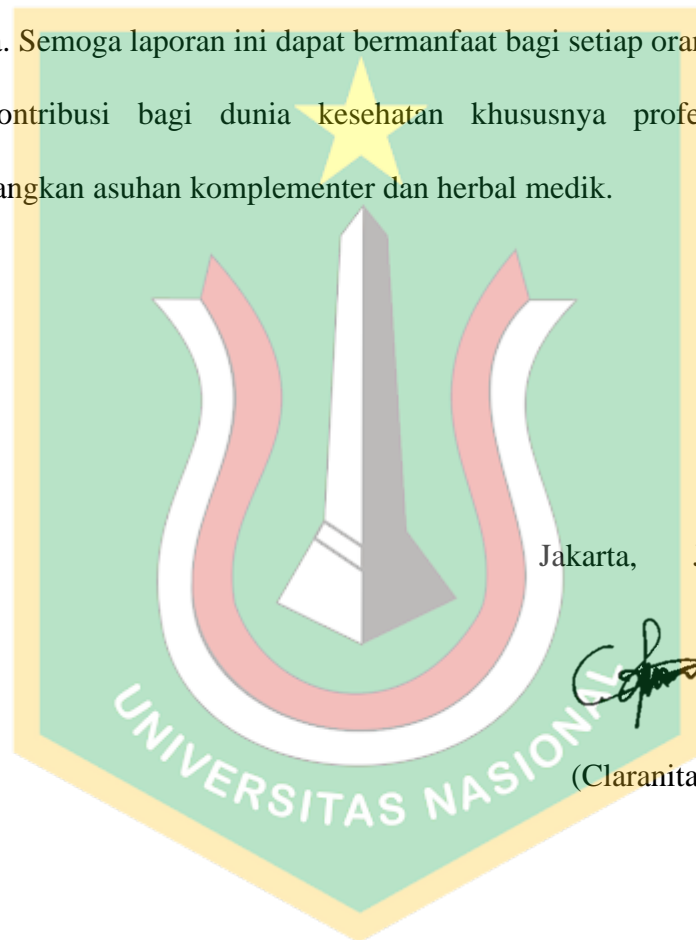 . Semoga laporan ini dapat bermanfaat bagi setiap oran
ontribusi bagi dunia kesehatan khususnya profe
angkan asuhan komplementer dan herbal medik.
Jakarta, .
(Claranita
UNIVERSITAS NASIONAL